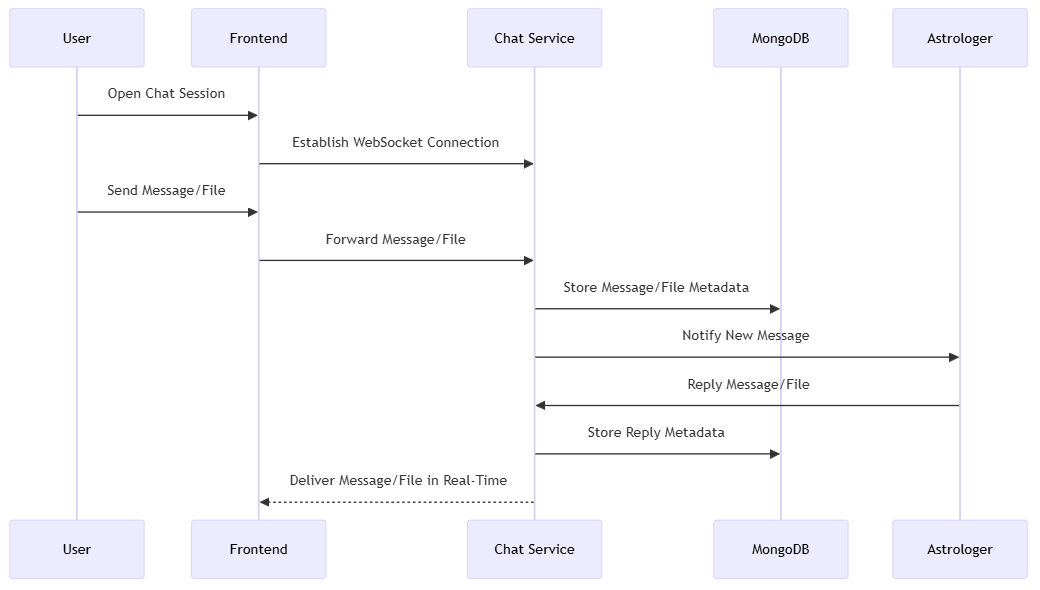 User
Frontend
Chat Service
MongoDB
Astrologer
Open Chat Session
Establish WebSocket Connection
Send Message/File
Forward Message/File
Store Message/File Metadata
Notify New Message
Reply Message/File
Store Reply Metadata
Deliver Message/File in Real-Time
User
Frontend
Chat Service
MongoDB
Astrologer